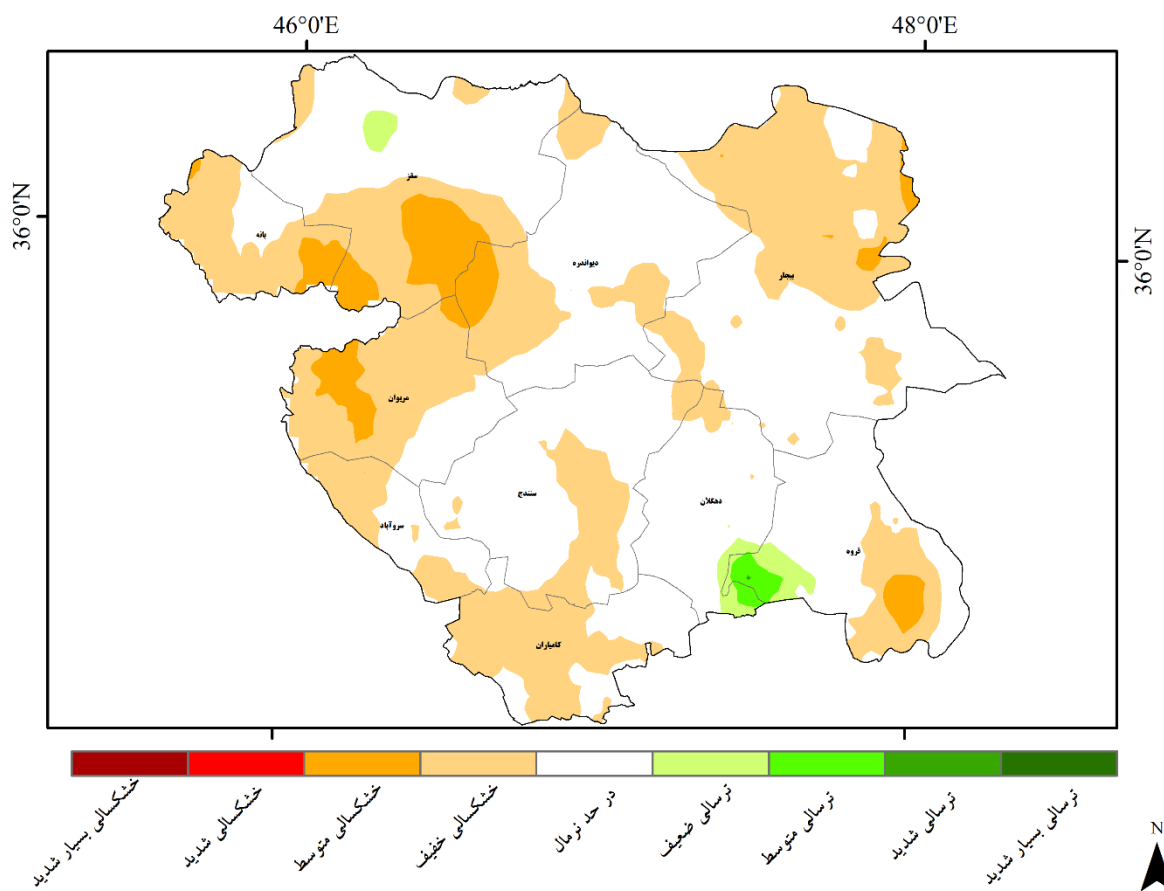 46°0'E
48°0'E
36°0'N
36°0'N
سقز
بانه
دیواندره
بیجار
مریوان
سنندج
دهگلان
سروآباد
قروه
کامیاران
خشکسالی بسیار شدید
خشکسالی شدید
خشکسالی متوسط
خشکسالی خفیف
در حد نرمال
ترسالی ضعیف
ترسالی متوسط
ترسالی شدید
ترسالی بسیار شدید
N